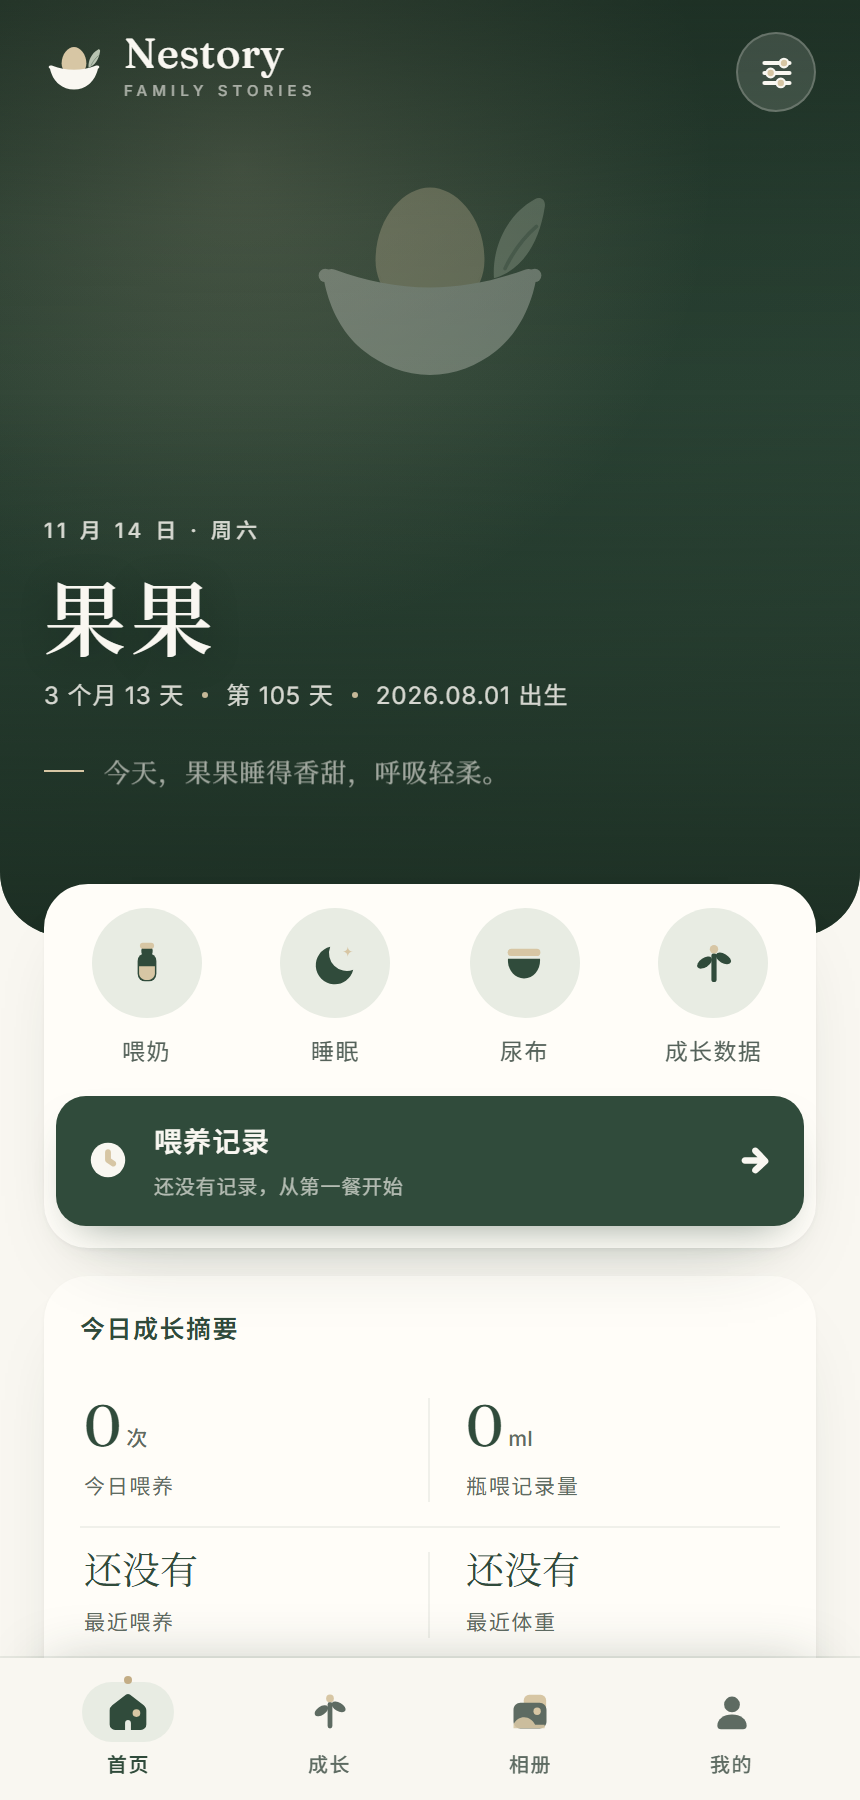 Nestory
FAMILY STORIES
11 月 14 日 · 周六
果果
3 个月 13 天 • 第 105 天 • 2026.08.01 出生
今天，果果睡得香甜，呼吸轻柔。
喂奶 睡眠 尿布 成长数据
喂养记录
还没有记录，从第一餐开始
今日成长摘要
0 次 0 ml
今日喂养 瓶喂记录量
还没有 还没有
最近喂养 最近体重
首页 成长 相册 我的